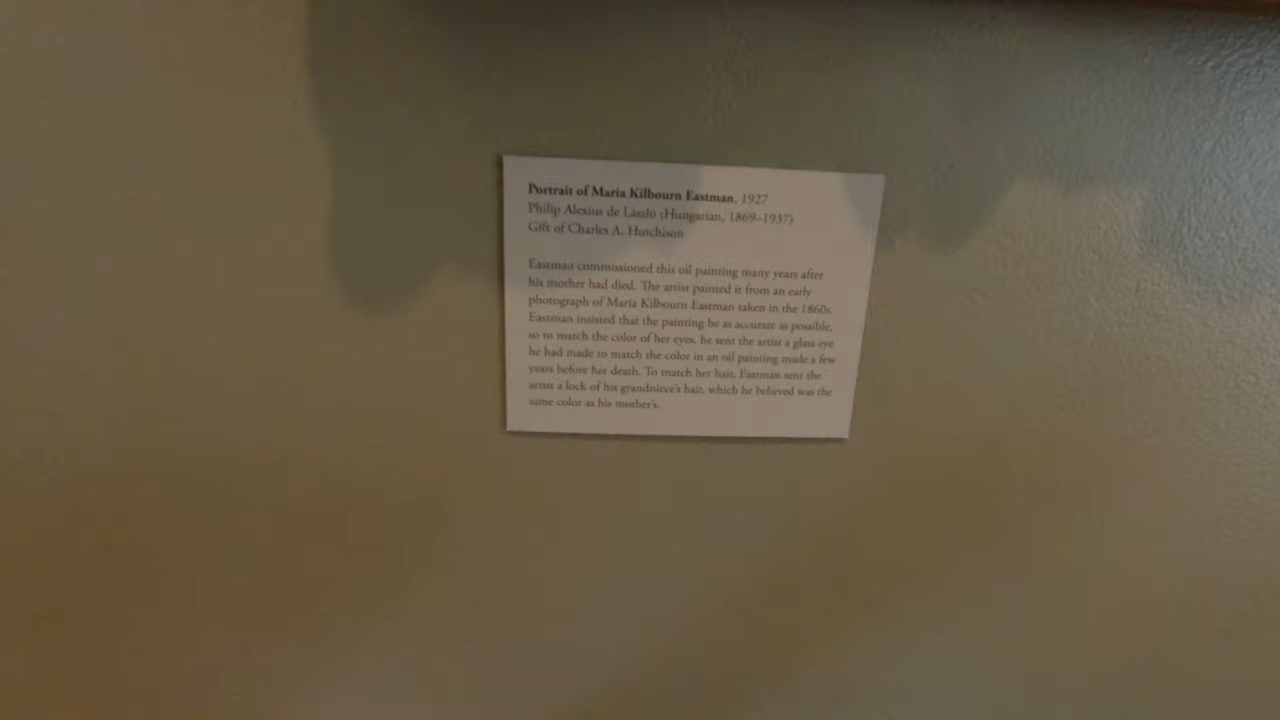 Portrait of Maria Kilbourn Eastman, 1927
Philip Alexius de László (Hungarian, 1869–1937)
Gift of Charles A. Hutchison
Eastman commissioned this oil painting many years after
his mother had died. The artist painted it from an early
photograph of Maria Kilbourn Eastman taken in the 1860s.
Eastman insisted that the painting be as accurate as possible,
so to match the color of her eyes, he sent the artist a glass eye
he had made to match the color in an oil painting made a few
years before her death. To match her hair, Eastman sent the
artist a lock of his grandniece's hair, which he believed was the
same color as his mother's.